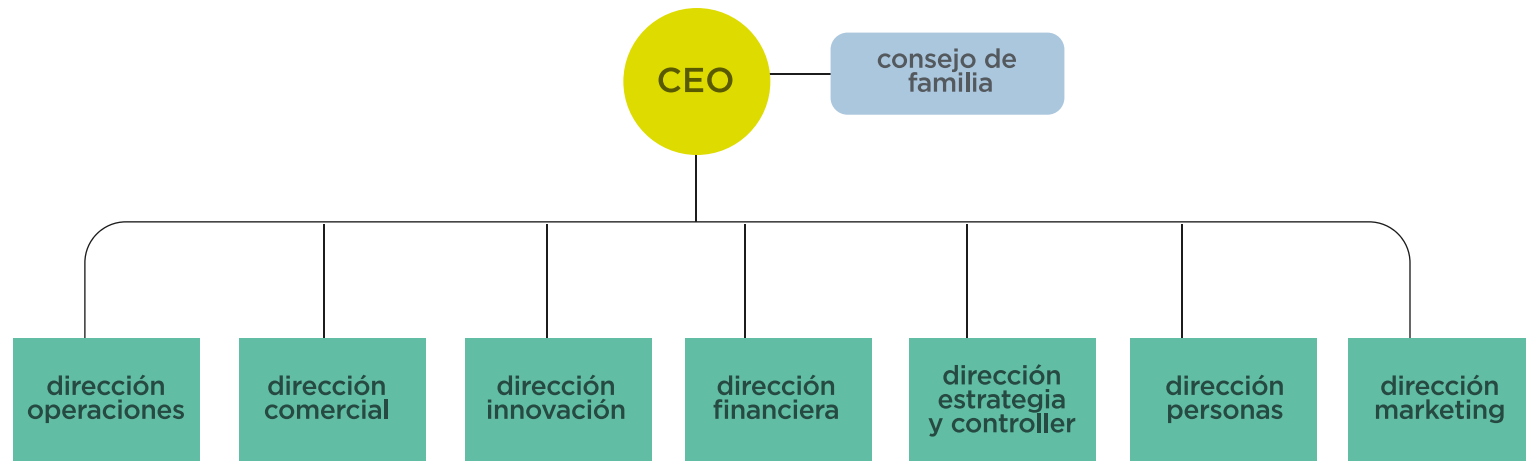 CEO
consejo de
familia
dirección
operaciones
dirección
comercial
dirección
innovación
dirección
financiera
dirección
estrategia
y controller
dirección
personas
dirección
marketing